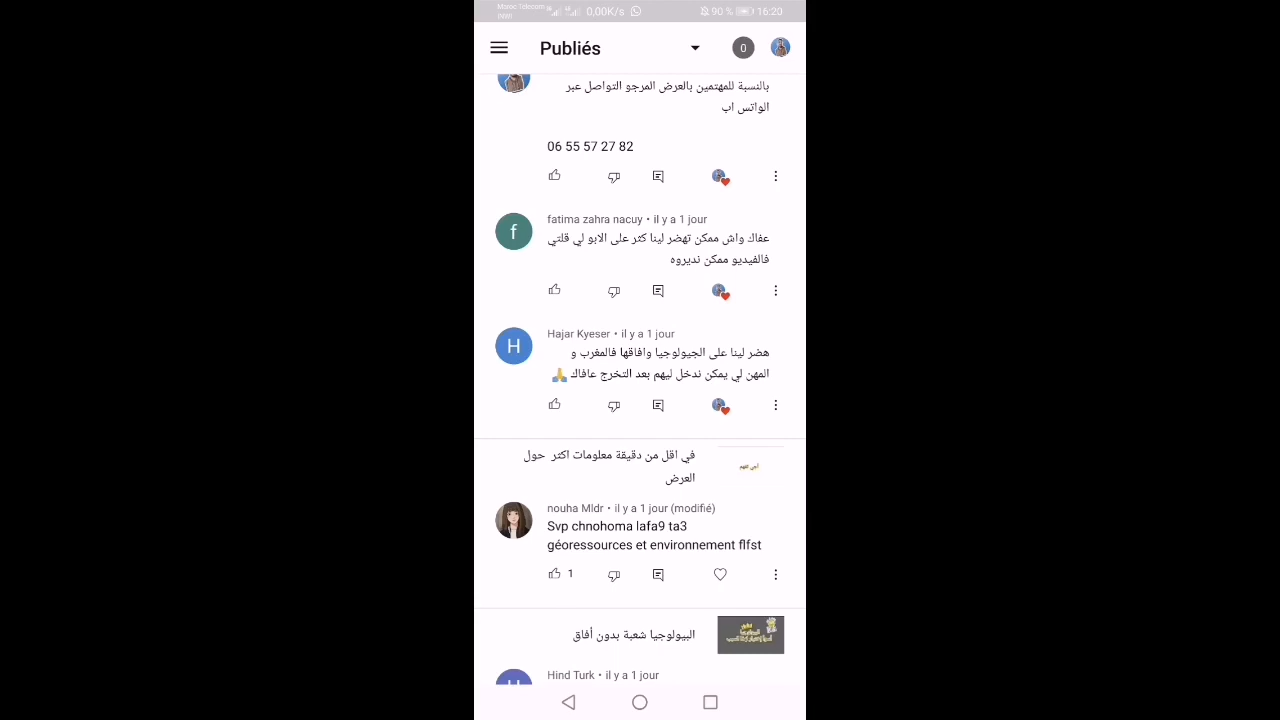 Maroc Telecom
INWI
0,00K/s
90 %
16:20
Publiés
0
بالنسبة للمهتمين بالعرض المرجو التواصل عبر
الواتس اب
06 55 57 27 82
f
fatima zahra nacuy • il y a 1 jour
عفاك واش ممكن تهضر لينا كثر على الابو لي قلتي
فالفيديو ممكن نديروه
H
Hajar Kyeser • il y a 1 jour
هضر لينا على الجيولوجيا وافاقها فالمغرب و
المهن لي يمكن ندخل ليهم بعد التخرج عافاك 🙏
في اقل من دقيقة معلومات اكثر حول
العرض
nouha Mldr • il y a 1 jour (modifié)
Svp chnohoma lafa9 ta3
géoressources et environnement flfst
1
البيولوجيا شعبة بدون أفاق
Hind Turk • il y a 1 jour